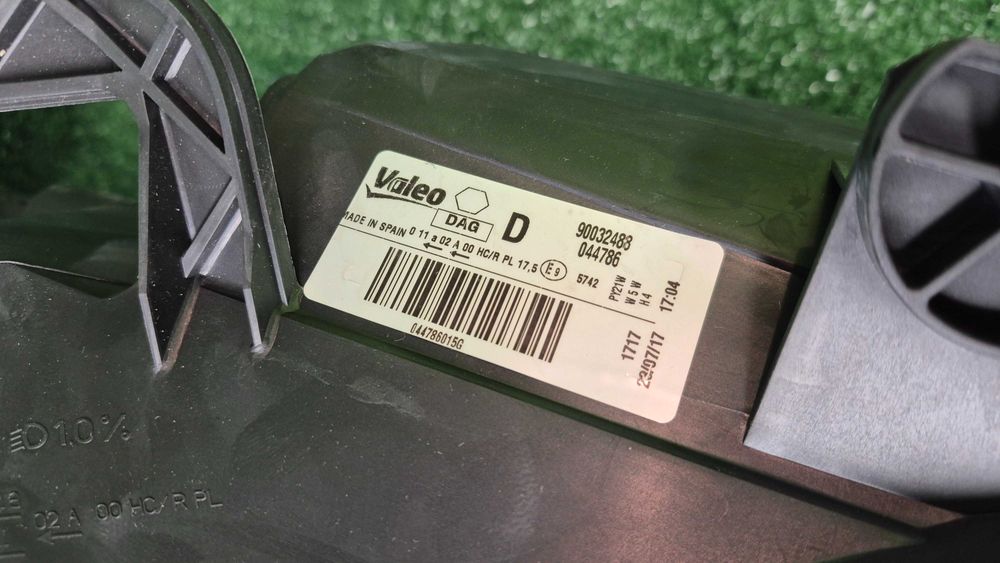 Valeo
DAG
D
90032488
044786
MADE IN SPAIN 0 11 a 02 A 00 HC/R PL 17,5 E9 5742
PY21W
W5W
H4
17:04
044786015G
1717
23/07/17
10%
02 A 00 HC/R PL